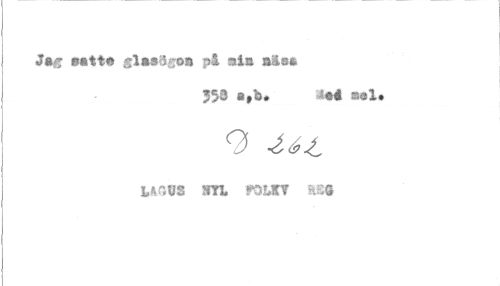 Jag satte glasögon på min näsa
358 a,b. Med mel.
D 262
LAGUS NYL FOLKV REG